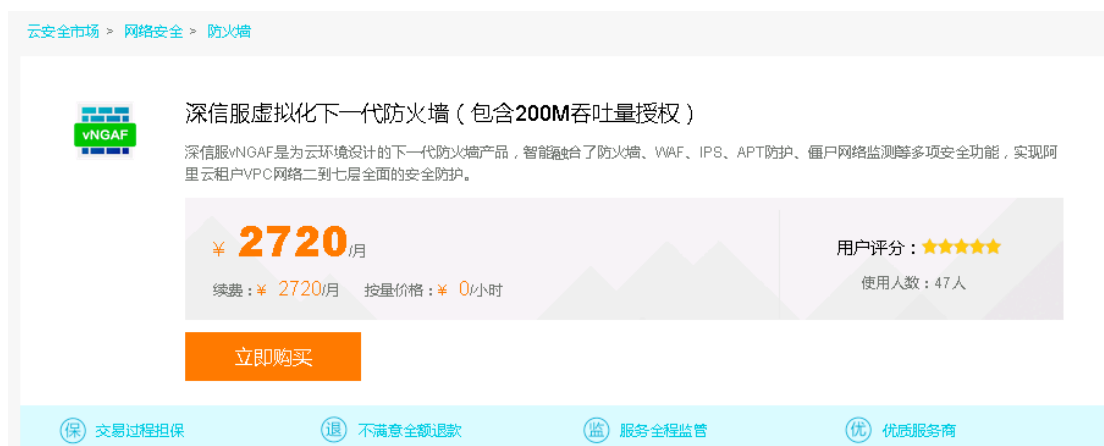 云安全市场 > 网络安全 > 防火墙
深信服虚拟化下一代防火墙（包含200M吞吐量授权）
vNGAF
深信服vNGAF是为云环境设计的下一代防火墙产品，智能融合了防火墙、WAF、IPS、APT防护、僵尸网络监测等多项安全功能，实现阿
里云租户VPC网络二到七层全面的安全防护。
¥ 2720/月
用户评分：
续费：¥ 2720/月 按量价格：¥ 0/小时
使用人数：47人
立即购买
保 交易过程担保
退 不满意全额退款
监 服务全程监管
优 优质服务商